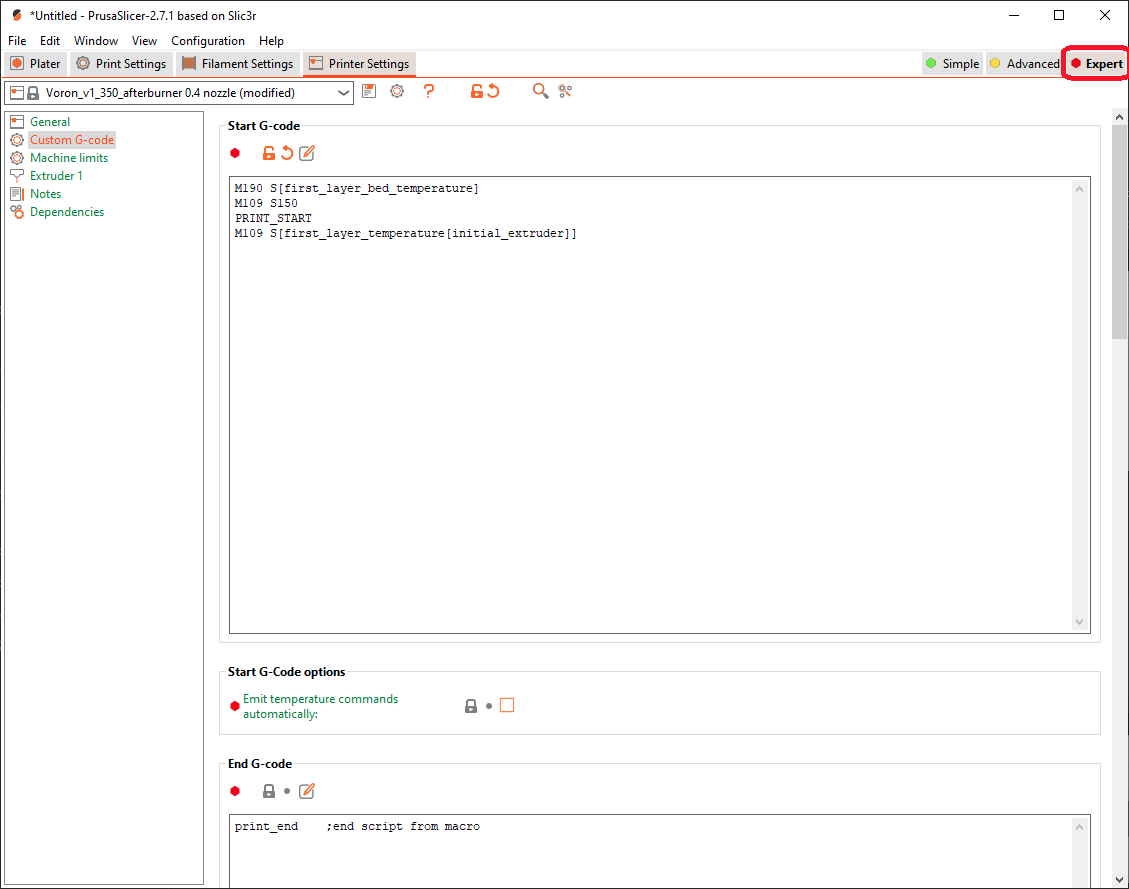 *Untitled - PrusaSlicer-2.7.1 based on Slic3r
File Edit Window View Configuration Help
Plater Print Settings Filament Settings Printer Settings Simple Advanced Expert
Voron_v1_350_afterburner 0.4 nozzle (modified) ?
General
Custom G-code
Machine limits
Extruder 1
Notes
Dependencies
Start G-code
M190 S[first_layer_bed_temperature]
M109 S150
PRINT_START
M109 S[first_layer_temperature[initial_extruder]]
Start G-Code options
Emit temperature commands
automatically:
End G-code
print_end    ;end script from macro